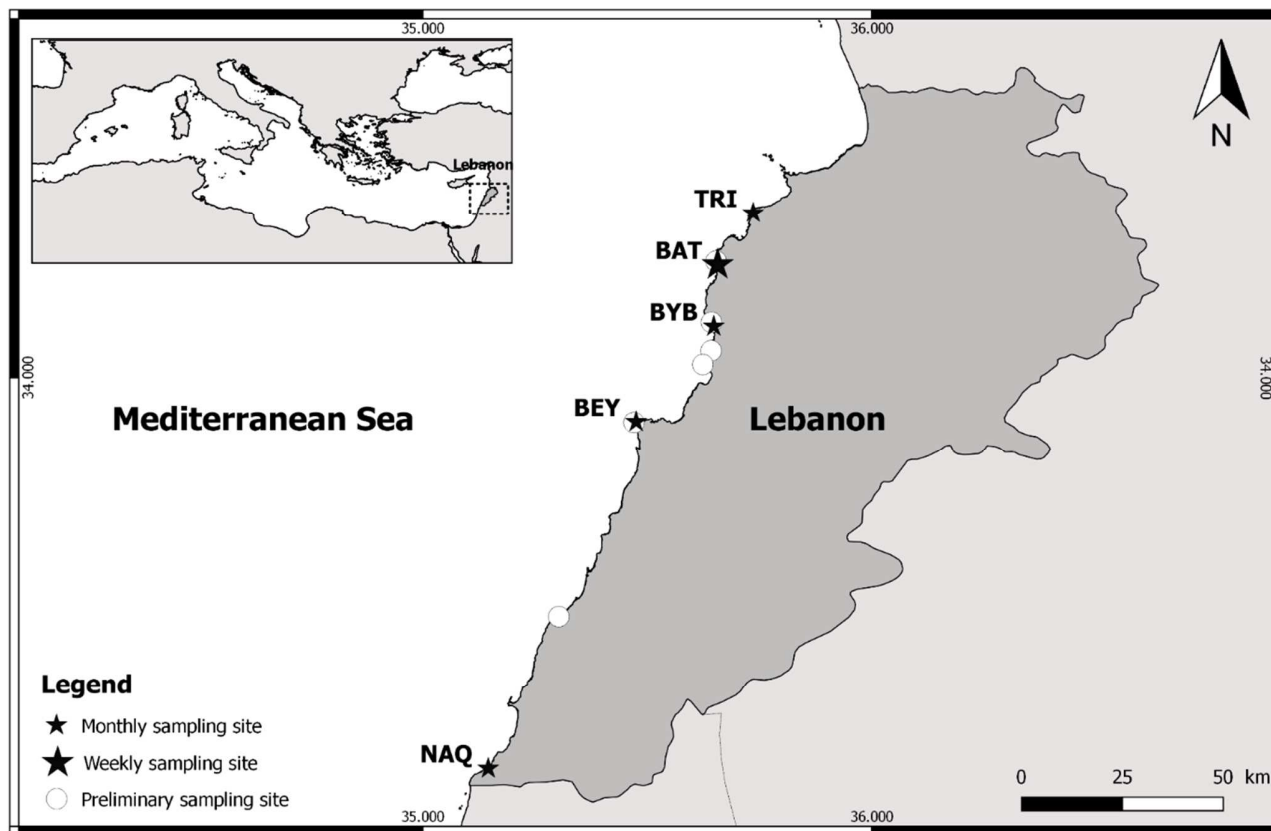 35.000
36.000
Lebanon
N
TRI
BAT
BYB
34.000
34.000
BEY
Mediterranean Sea
Lebanon
Legend
Monthly sampling site
Weekly sampling site
Preliminary sampling site
NAQ
0 25 50 km
35.000
36.000